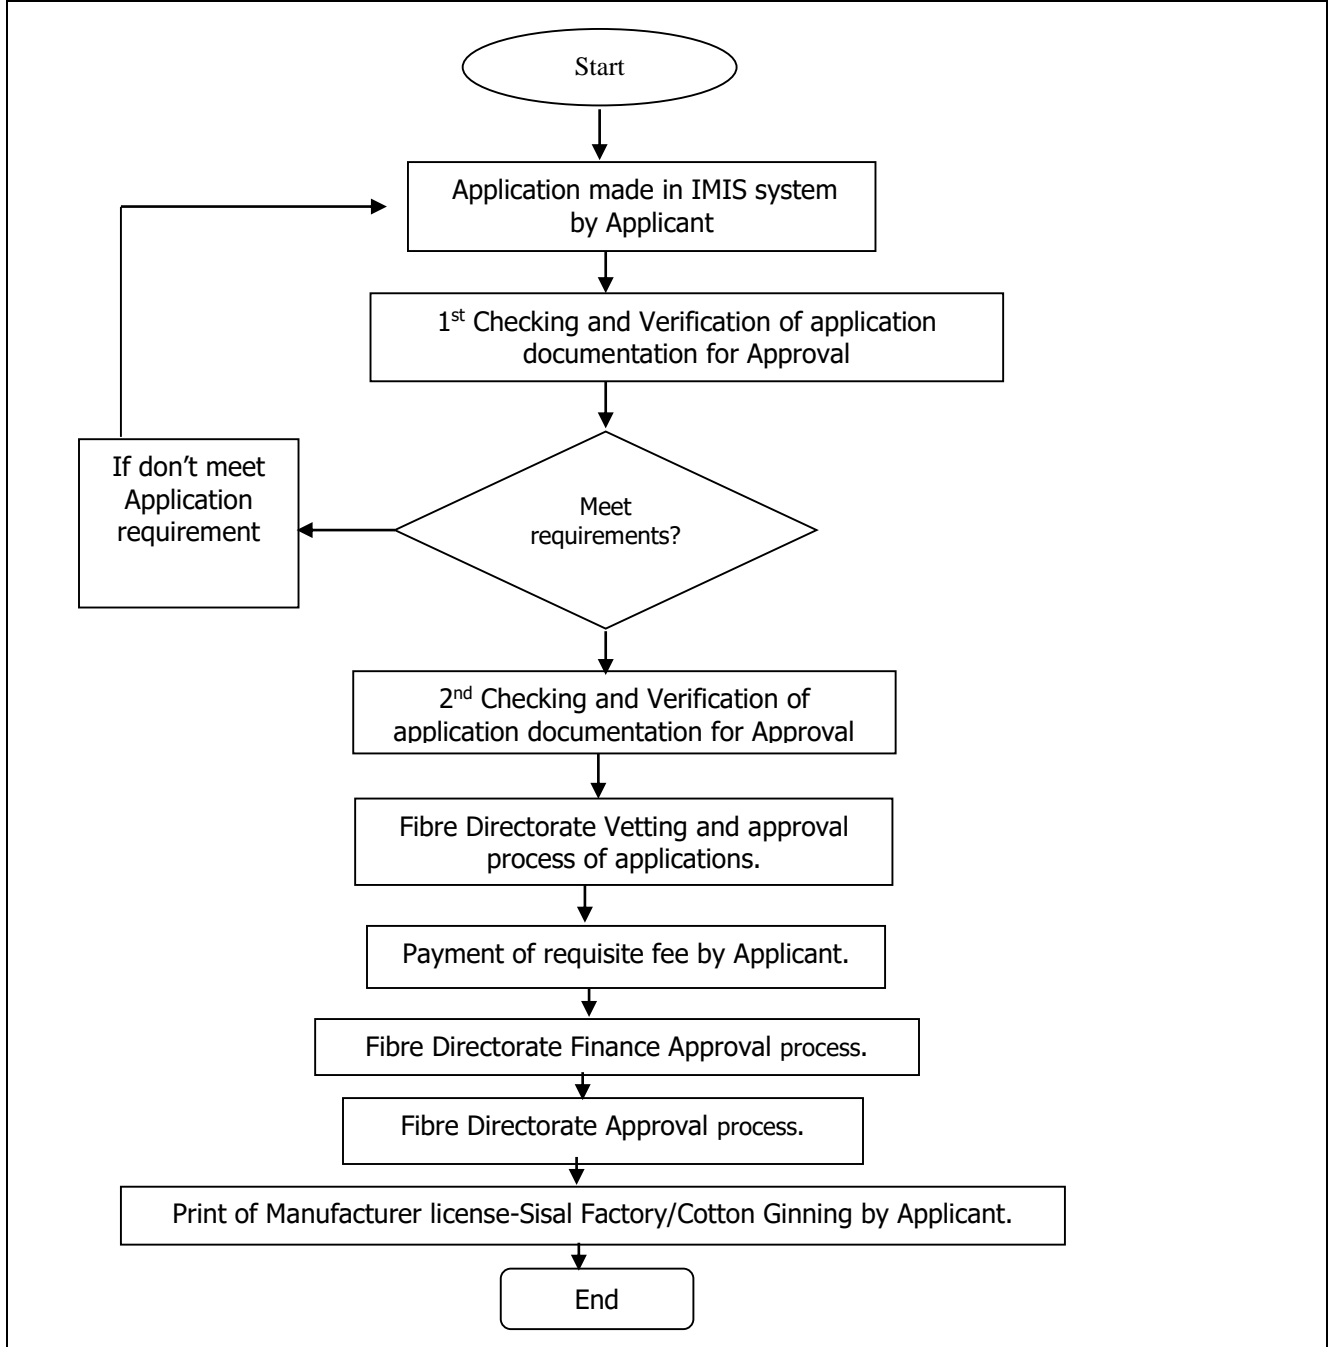 Start
Application made in IMIS system
by Applicant
1st Checking and Verification of application
documentation for Approval
If don't meet
Application
requirement
Meet
requirements?
2nd Checking and Verification of
application documentation for Approval
Fibre Directorate Vetting and approval
process of applications.
Payment of requisite fee by Applicant.
Fibre Directorate Finance Approval process.
Fibre Directorate Approval process.
Print of Manufacturer license-Sisal Factory/Cotton Ginning by Applicant.
End